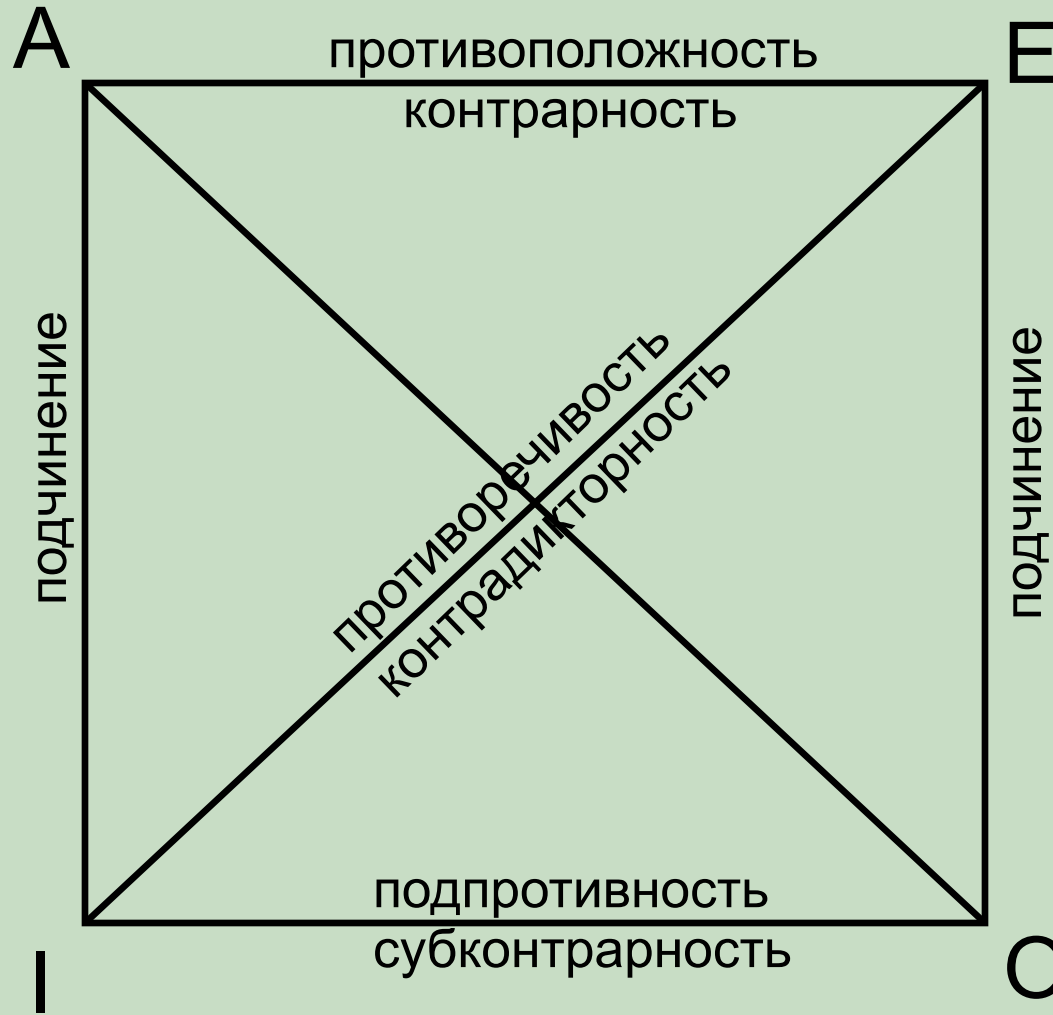 A
E
противоположность
контрарность
подчинение
противоречивость
контрадикторность
подчинение
подпротивность
субконтрарность
I
O